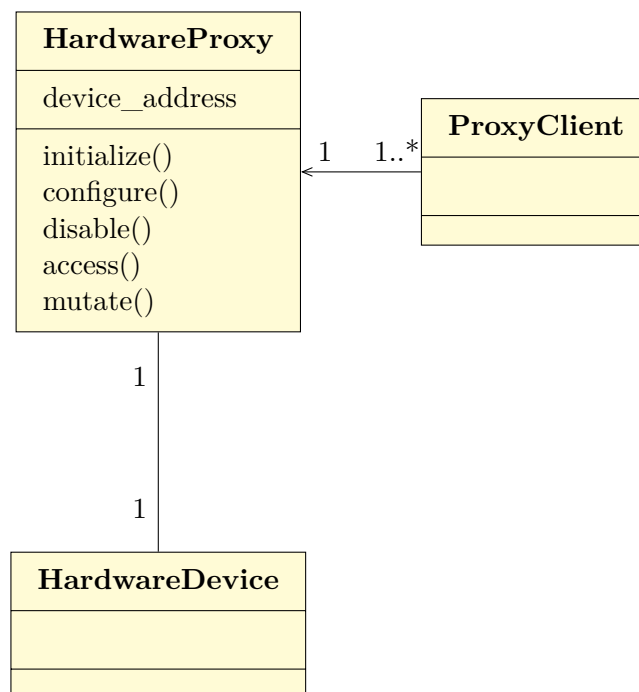 HardwareProxy
device_address
initialize()
configure()
disable()
access()
mutate()
1
1..*
ProxyClient
1
1
HardwareDevice